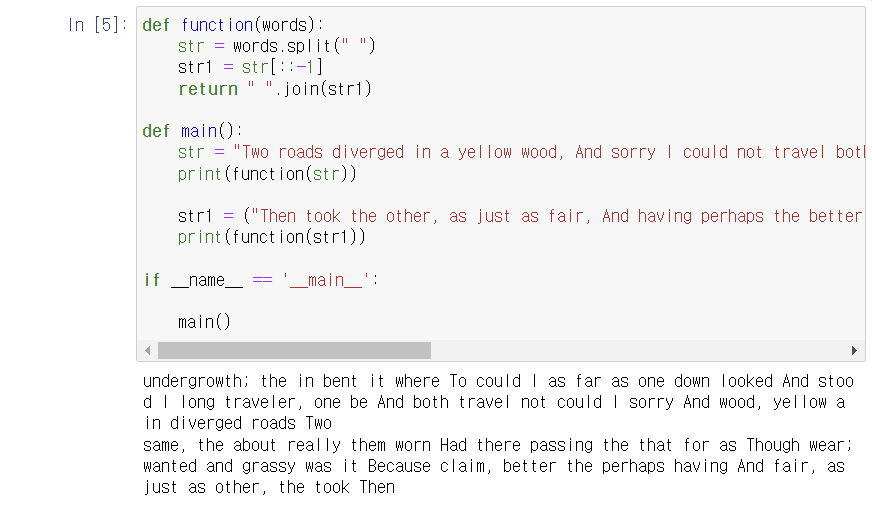 In [5]: def function(words):
    str = words.split(" ")
    str1 = str[::-1]
    return " ".join(str1)
def main():
    str = "Two roads diverged in a yellow wood, And sorry I could not travel both
    print(function(str))
    str1 = ("Then took the other, as just as fair, And having perhaps the better
    print(function(str1))
if __name__ == '__main__':
    main()
undergrowth; the in bent it where To could I as far as one down looked And stoo
d I long traveler, one be And both travel not could I sorry And wood, yellow a
in diverged roads Two
same, the about really them worn Had there passing the that for as Though wear;
wanted and grassy was it Because claim, better the perhaps having And fair, as
just as other, the took Then